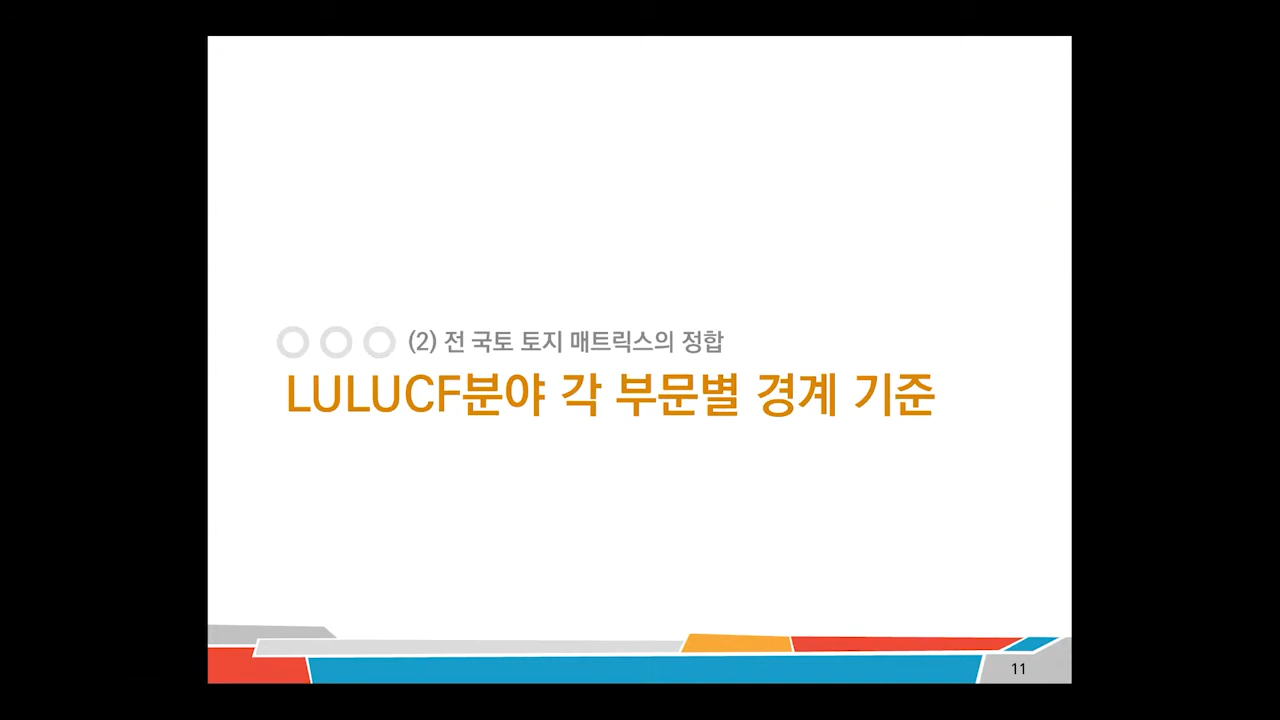 (2) 전 국토 토지 매트릭스의 정합
LULUCF분야 각 부문별 경계 기준
11